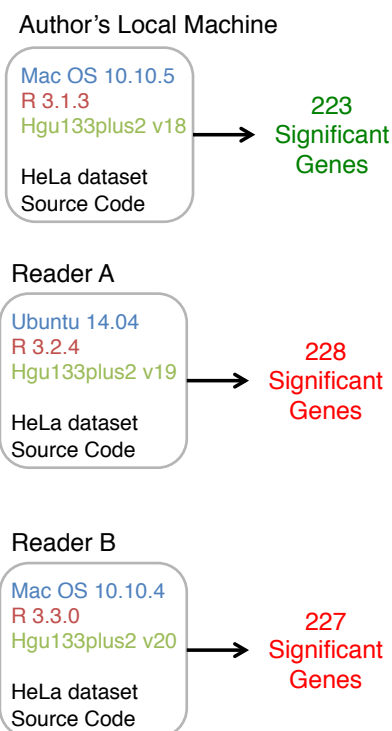 Author’s Local Machine
Mac OS 10.10.5
R 3.1.3
Hgu133plus2 v18
HeLa dataset
Source Code
223
Significant
Genes
Reader A
Ubuntu 14.04
R 3.2.4
Hgu133plus2 v19
HeLa dataset
Source Code
228
Significant
Genes
Reader B
Mac OS 10.10.4
R 3.3.0
Hgu133plus2 v20
HeLa dataset
Source Code
227
Significant
Genes